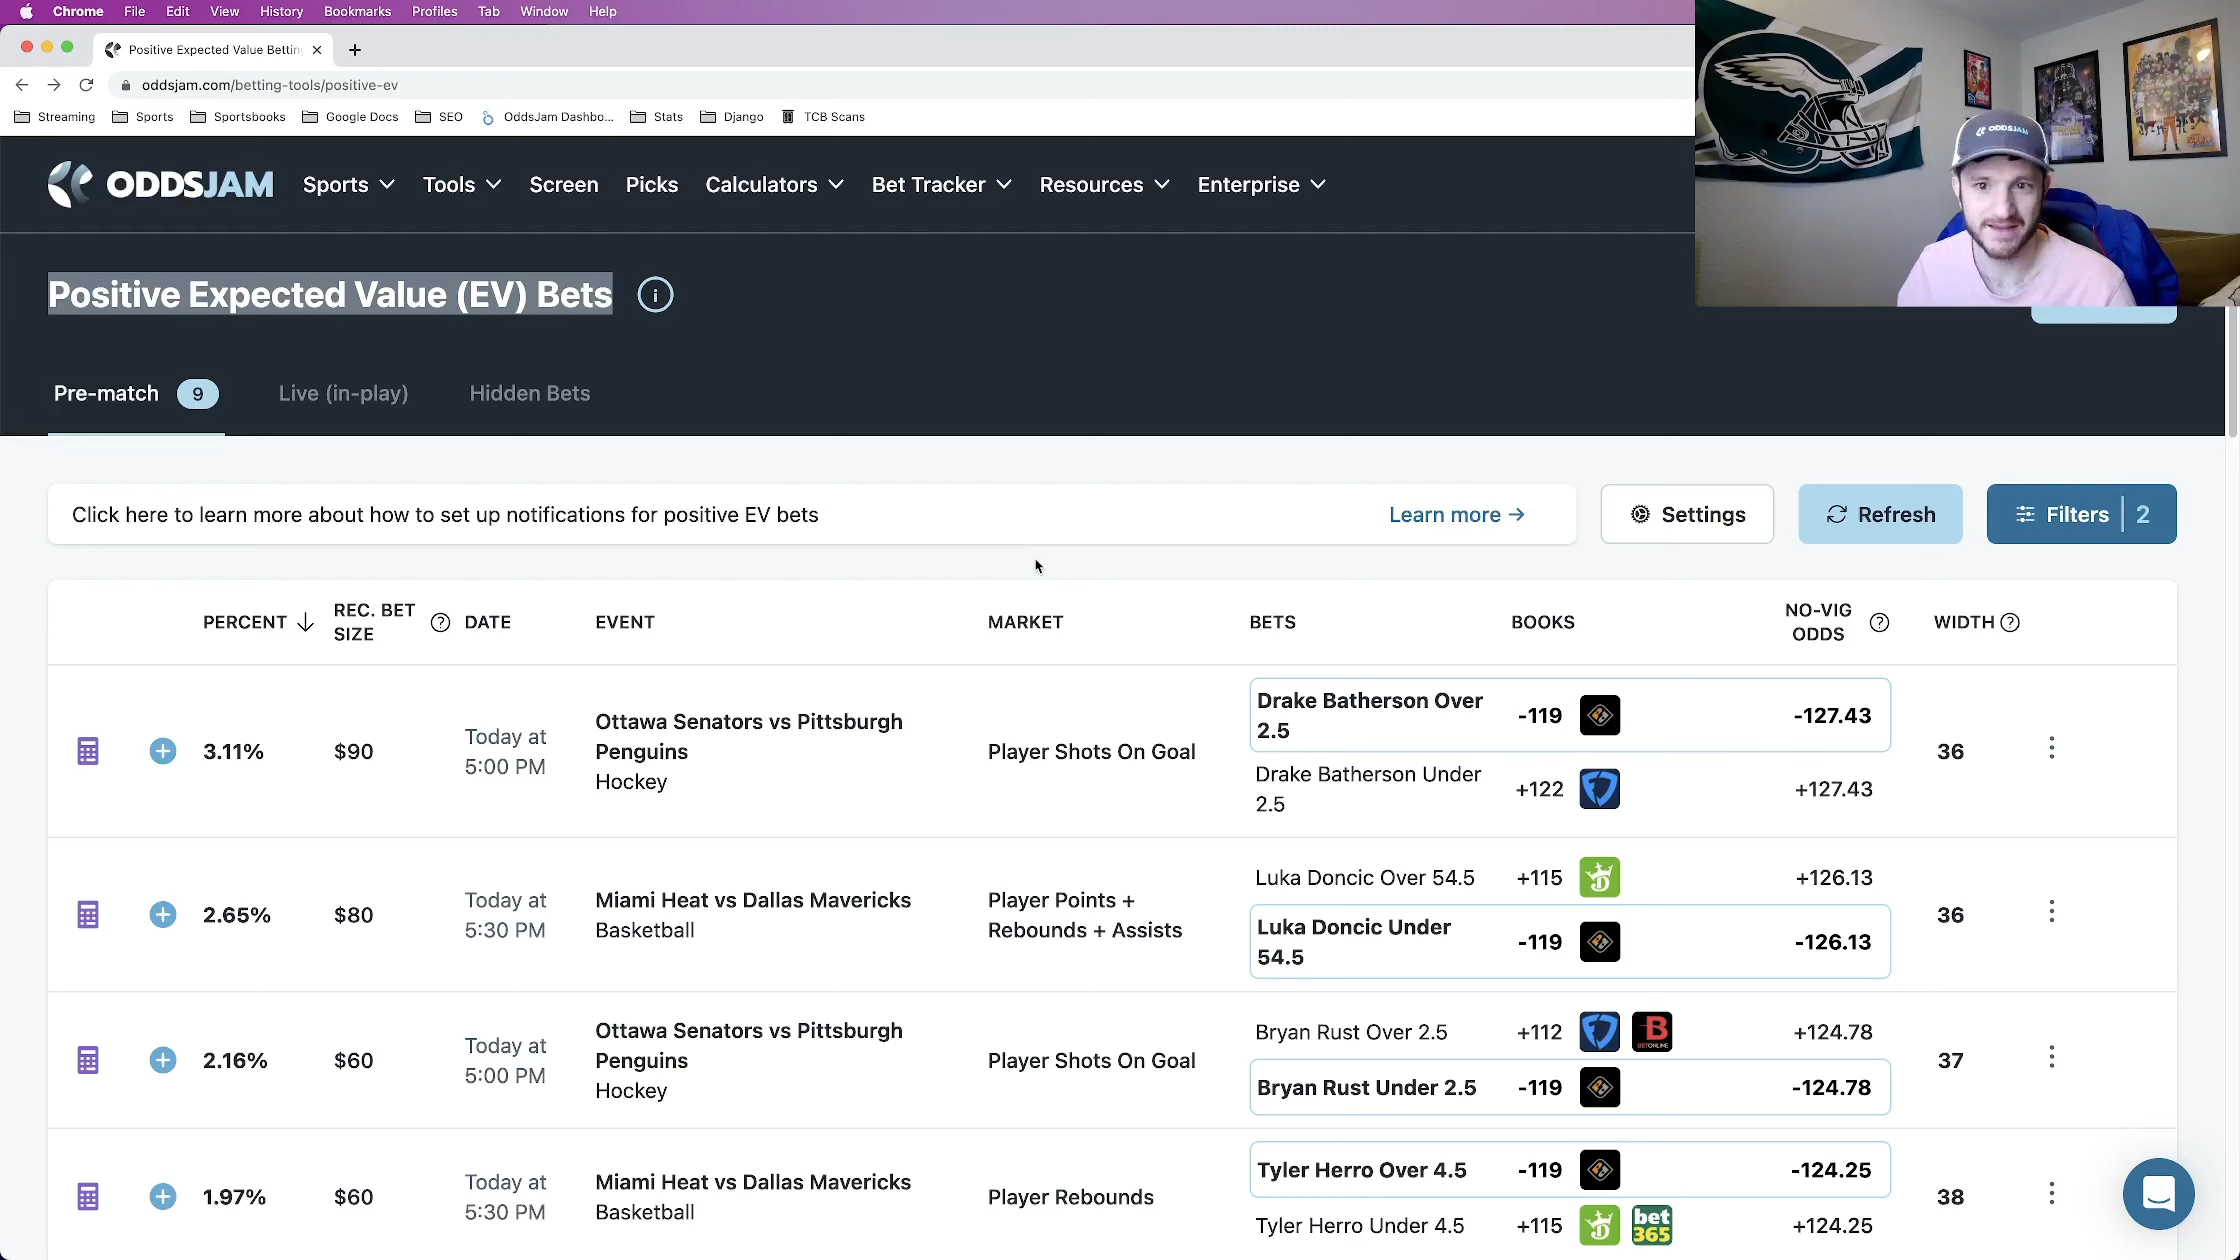 Chrome File Edit View History Bookmarks Profiles Tab Window Help
Positive Expected Value Bettin
oddsjam.com/betting-tools/positive-ev
Streaming Sports Sportsbooks Google Docs SEO OddsJam Dashbo... Stats Django TCB Scans
ODDSJAM Sports Tools Screen Picks Calculators Bet Tracker Resources Enterprise
ODDSJAM
Positive Expected Value (EV) Bets
Pre-match 9 Live (in-play) Hidden Bets
Click here to learn more about how to set up notifications for positive EV bets Learn more → Settings Refresh Filters 2
PERCENT REC. BET SIZE DATE EVENT MARKET BETS BOOKS NO-VIG ODDS WIDTH
3.11% $90 Today at 5:00 PM
Ottawa Senators vs Pittsburgh Penguins
Hockey
Player Shots On Goal
Drake Batherson Over 2.5 -119 -127.43
Drake Batherson Under 2.5 +122 +127.43
36
2.65% $80 Today at 5:30 PM
Miami Heat vs Dallas Mavericks
Basketball
Player Points + Rebounds + Assists
Luka Doncic Over 54.5 +115 +126.13
Luka Doncic Under 54.5 -119 -126.13
36
2.16% $60 Today at 5:00 PM
Ottawa Senators vs Pittsburgh Penguins
Hockey
Player Shots On Goal
Bryan Rust Over 2.5 +112 B BETONLINE +124.78
Bryan Rust Under 2.5 -119 -124.78
37
1.97% $60 Today at 5:30 PM
Miami Heat vs Dallas Mavericks
Basketball
Player Rebounds
Tyler Herro Over 4.5 -119 -124.25
Tyler Herro Under 4.5 +115 bet365 +124.25
38